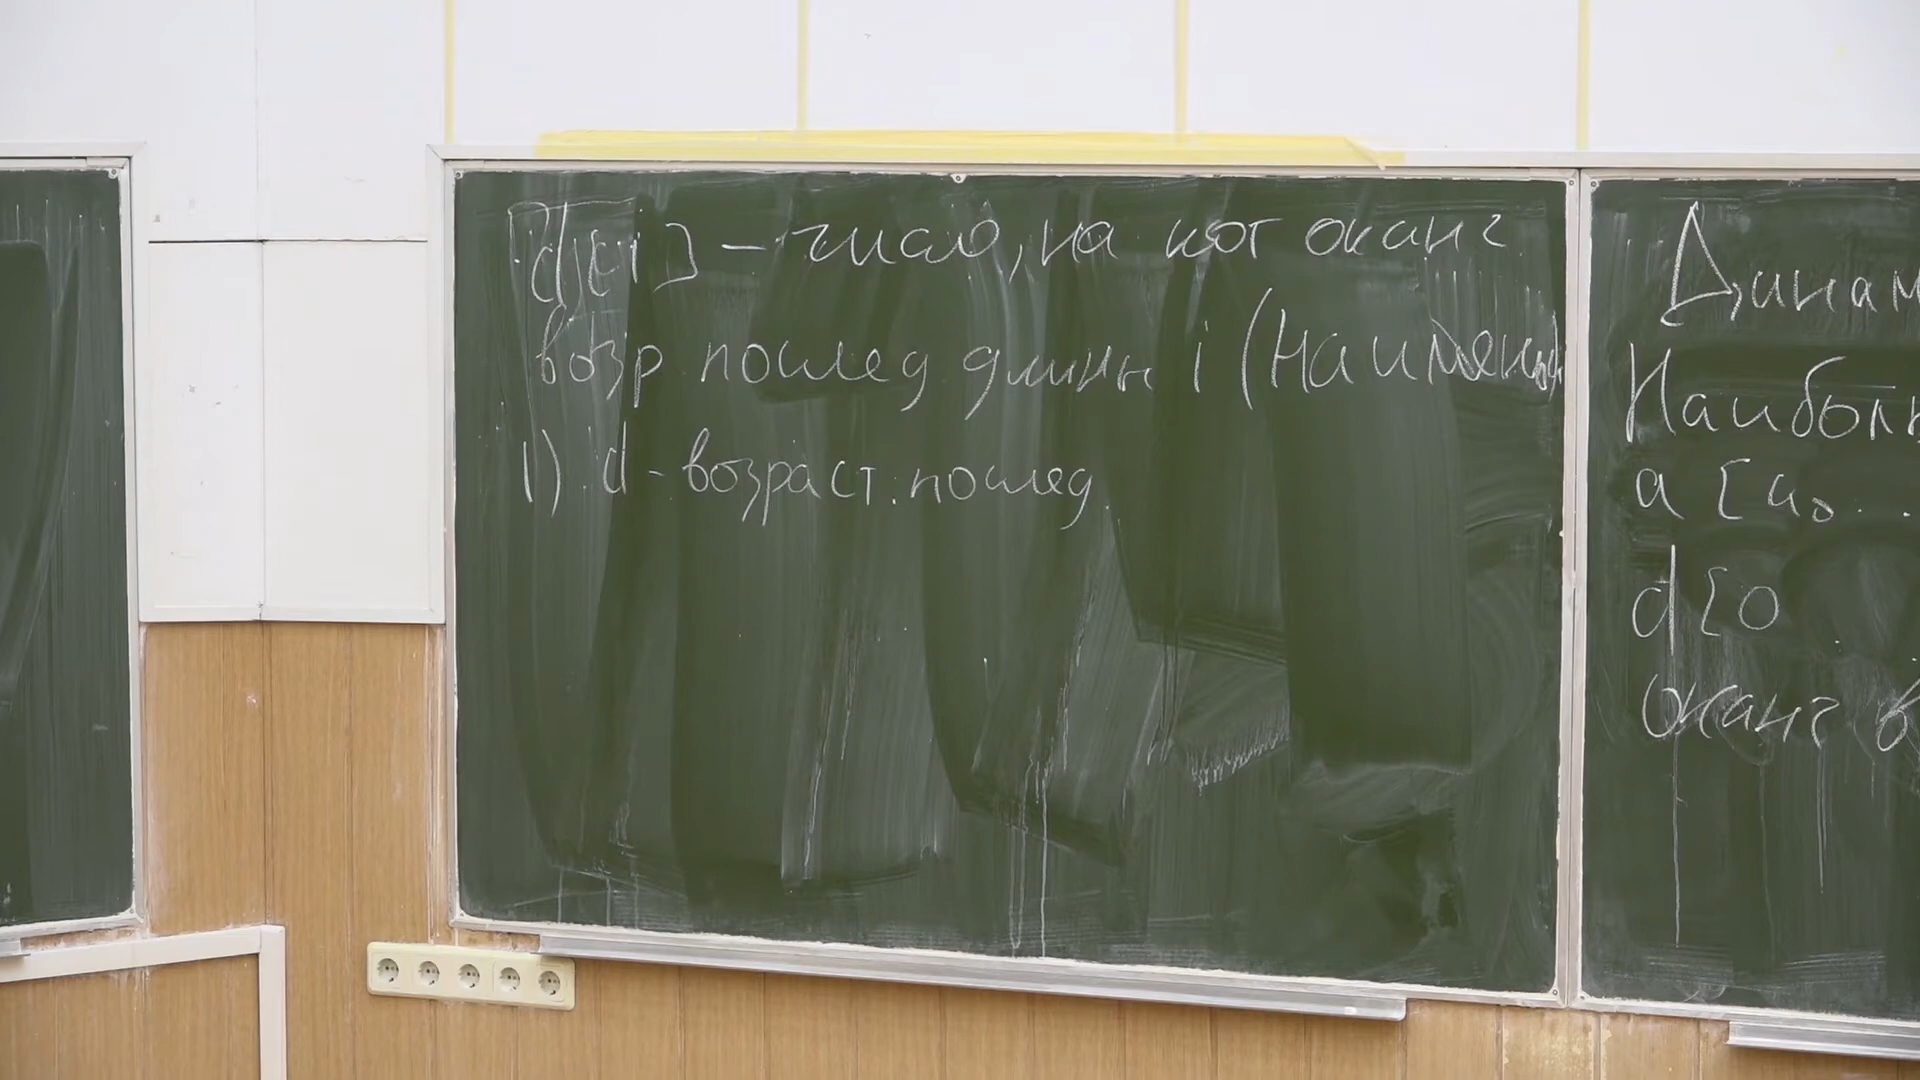 d[i] – число, на кот оканч
возр послед длины i (Наимень
1) d - возраст. послед
Динам
Наиболь
a [a₀ . .
d[0
оканч в